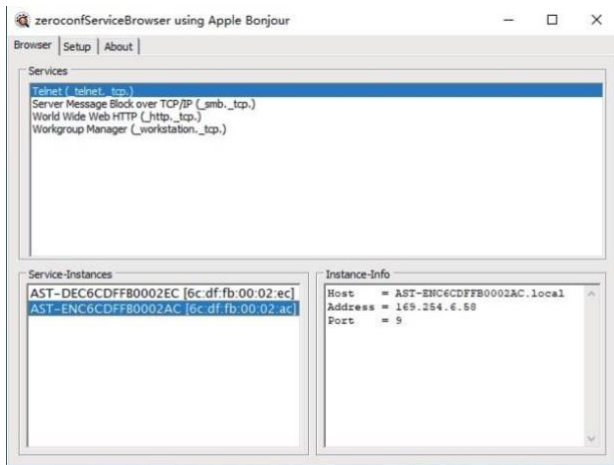 zeroconfServiceBrowser using Apple Bonjour
Browser Setup About
Services
Telnet (_telnet._tcp.)
Server Message Block over TCP/IP (_smb._tcp.)
World Wide Web HTTP (_http._tcp.)
Workgroup Manager (_workstation._tcp.)
Service-Instances
AST-DEC6CDFFB0002EC [6c:df:fb:00:02:ec]
AST-ENC6CDFFB0002AC [6c:df:fb:00:02:ac]
Instance-Info
Host = AST-ENC6CDFFB0002AC.local
Address = 169.254.6.58
Port = 9